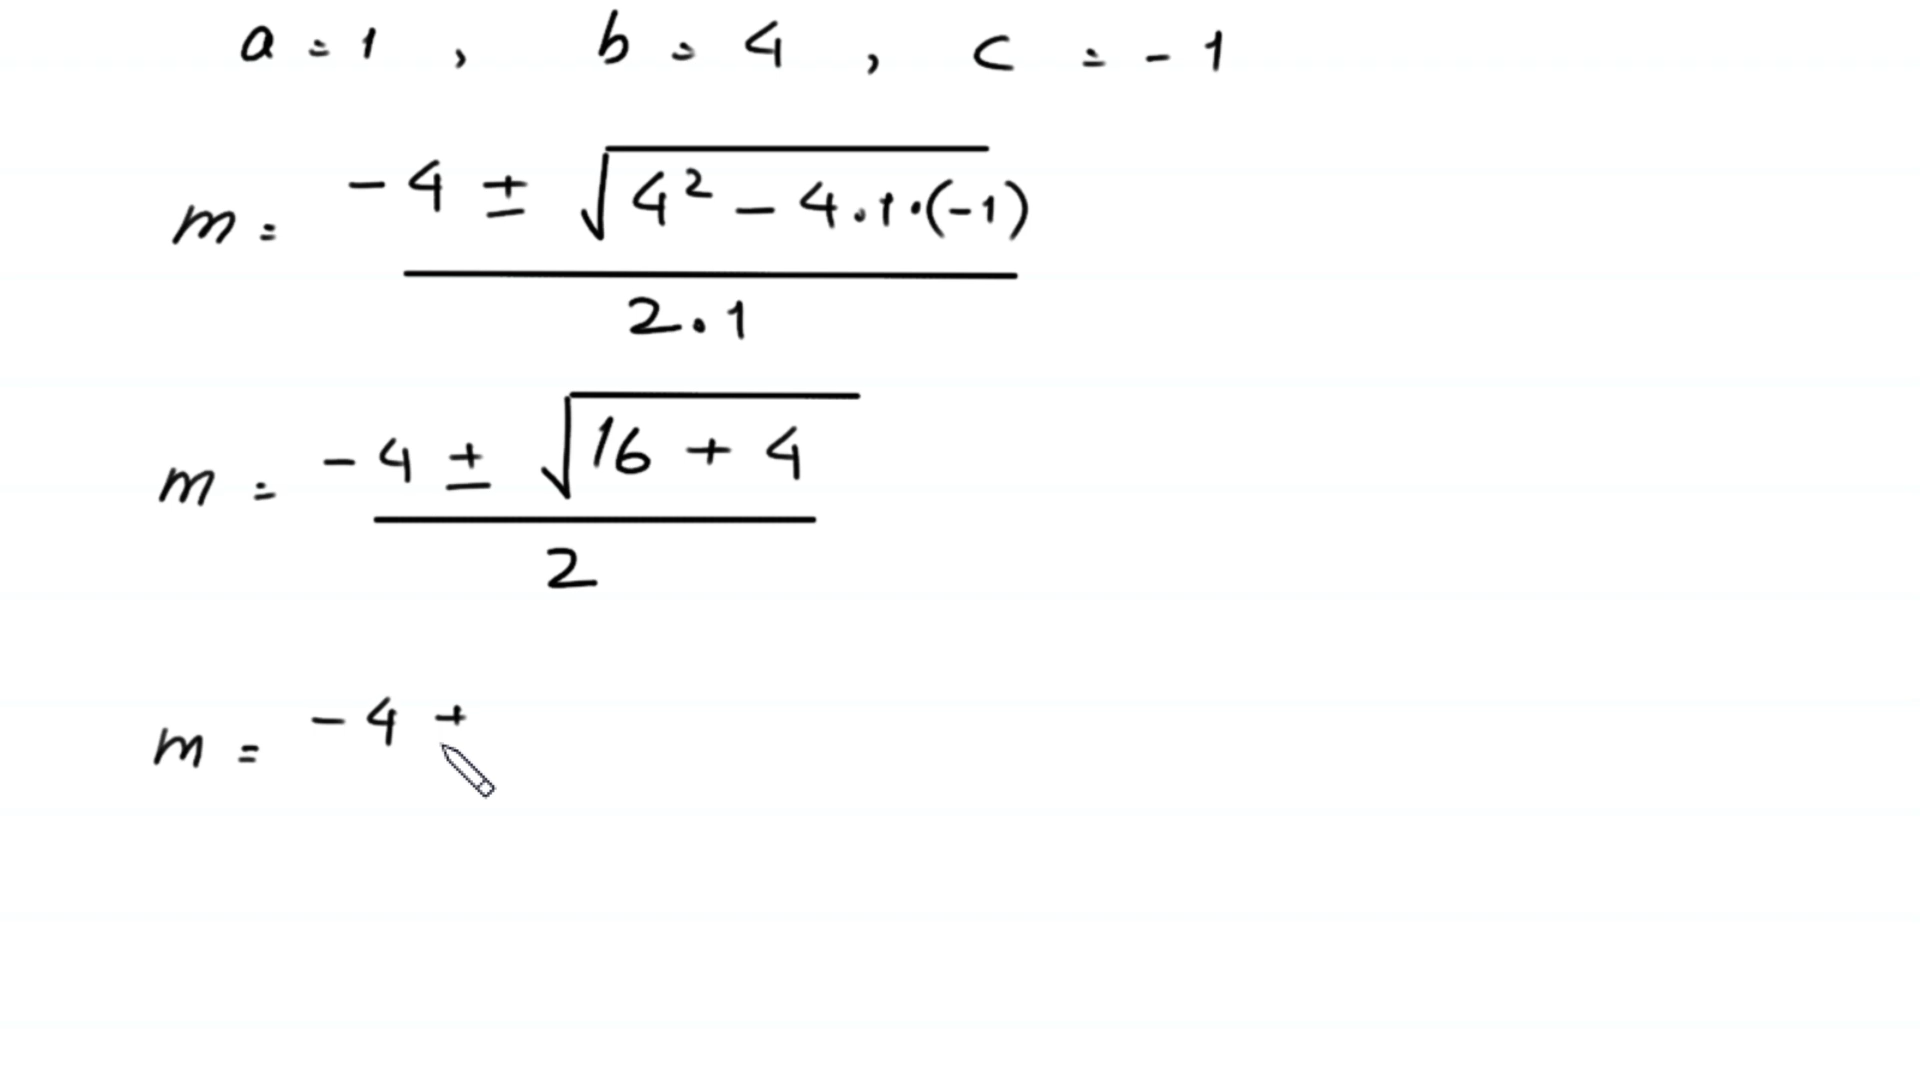 a = 1 , b = 4 , c = - 1
m = (- 4 ± √(4² - 4 . 1 . (-1))) / (2 . 1)
m = (- 4 ± √(16 + 4)) / 2
m = - 4 +